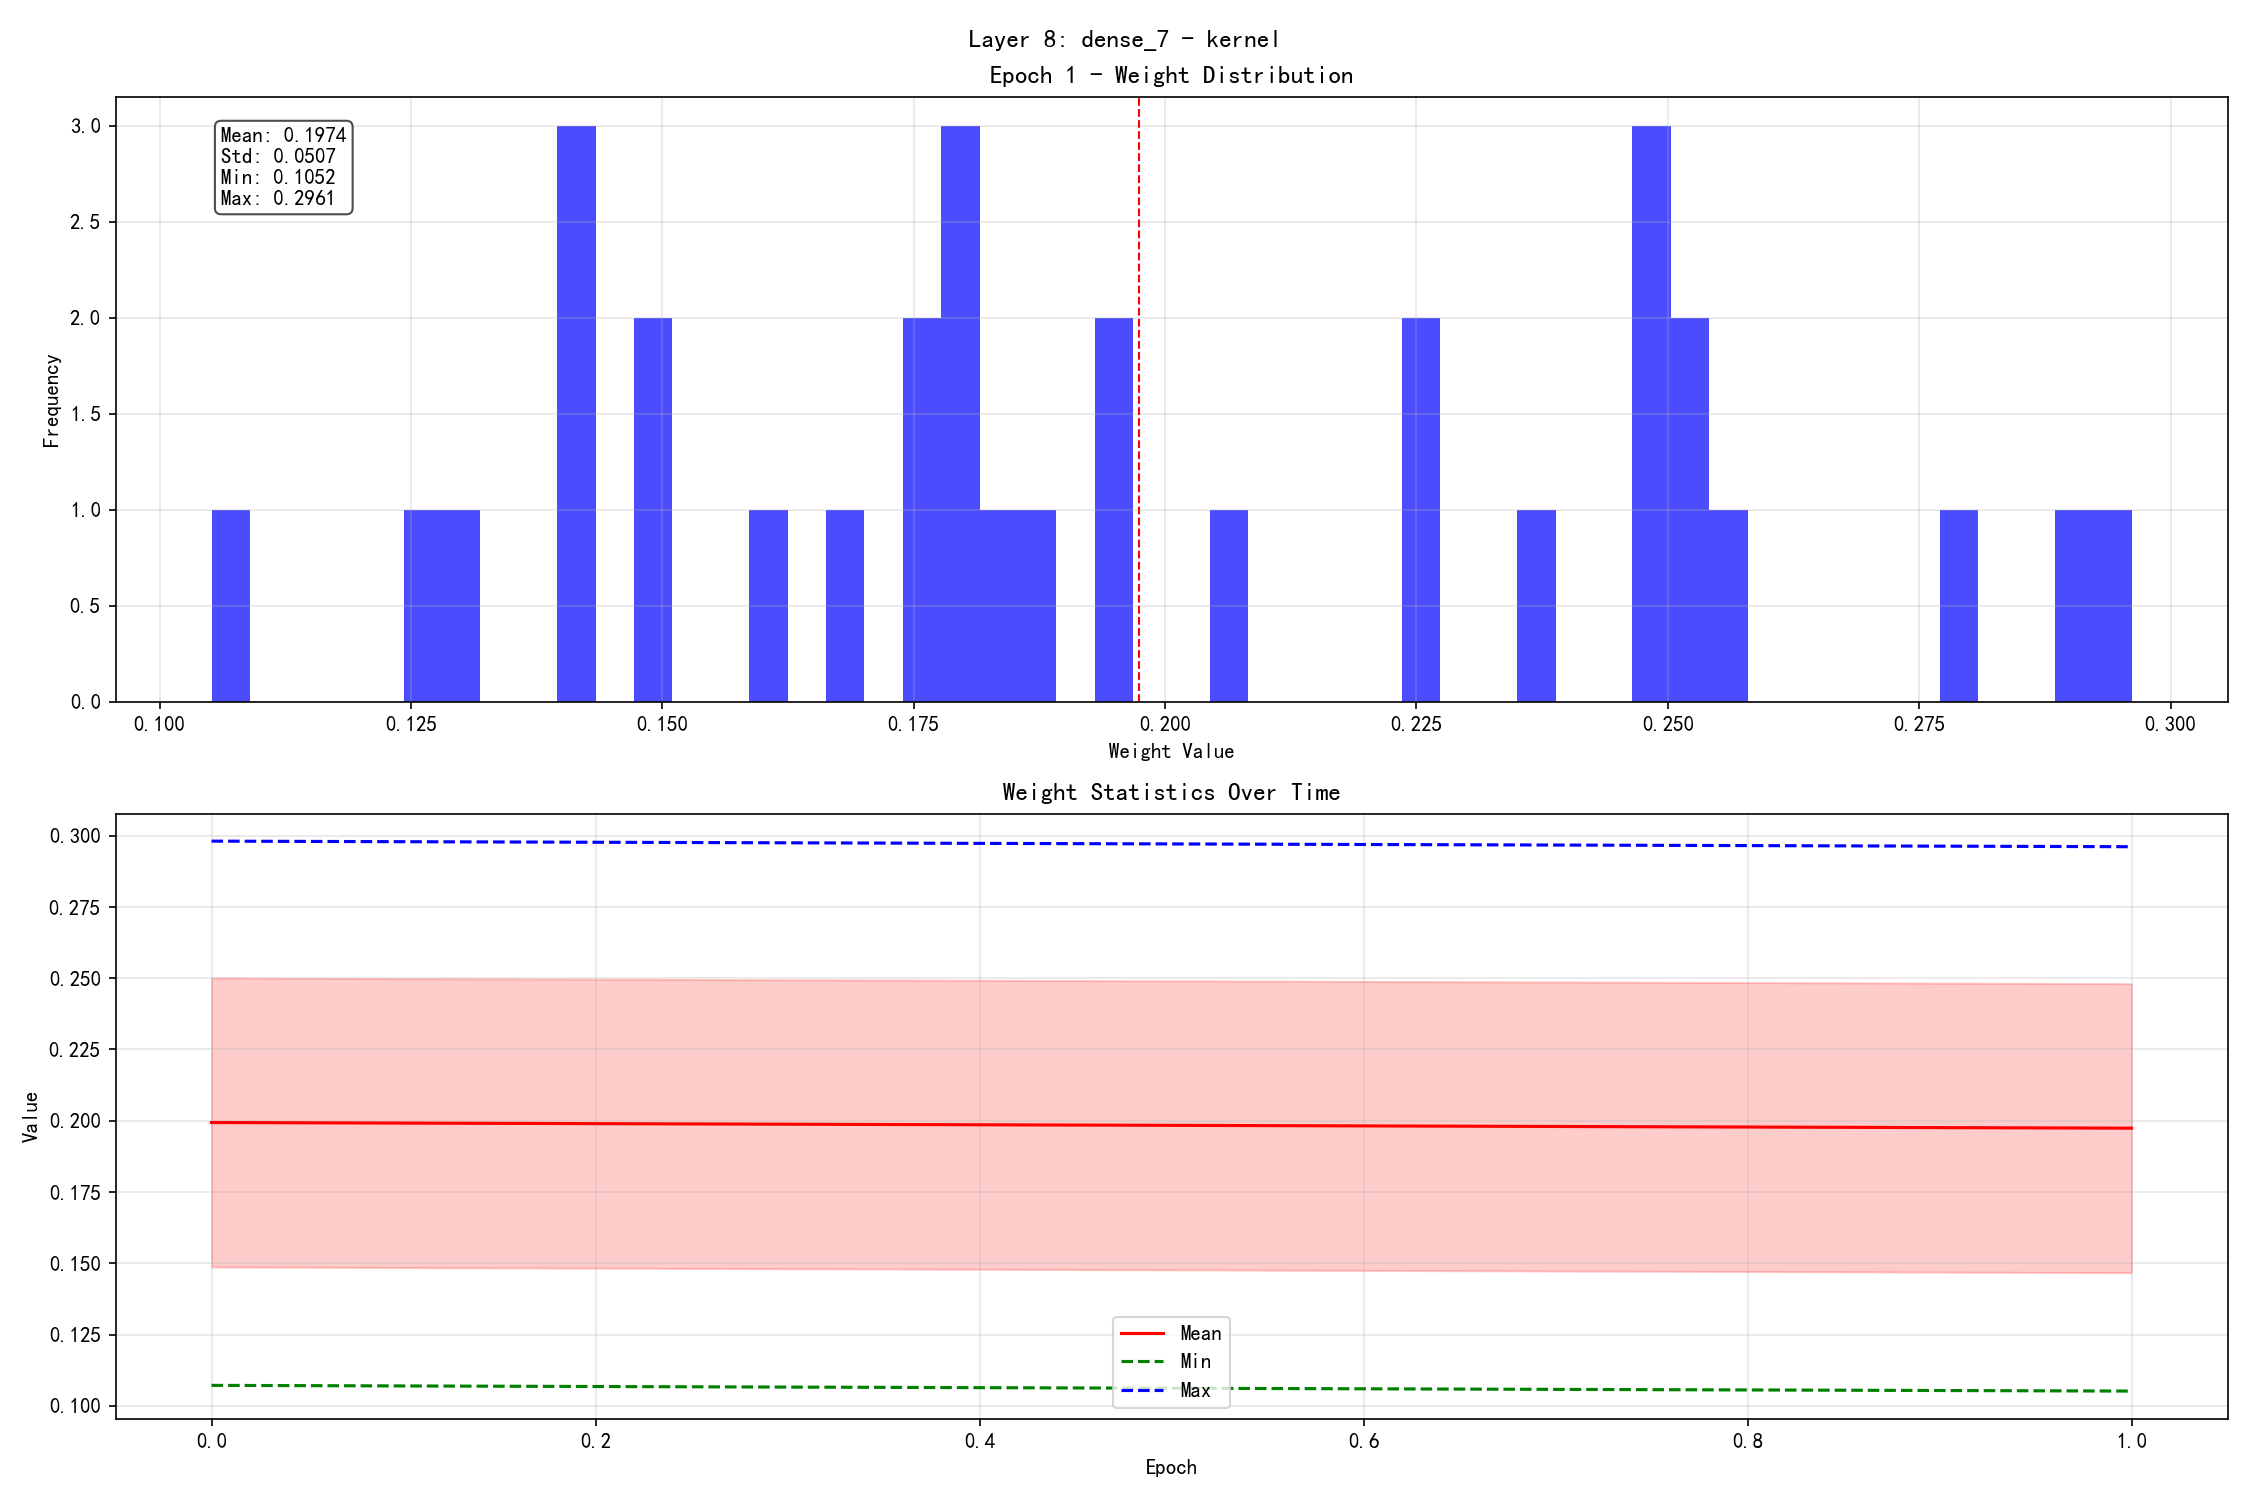 Layer 8: dense_7 - kernel
Epoch 1 - Weight Distribution
Mean: 0.1974
Std: 0.0507
Min: 0.1052
Max: 0.2961
Frequency
3.0
2.5
2.0
1.5
1.0
0.5
0.0
0.100 0.125 0.150 0.175 0.200 0.225 0.250 0.275 0.300
Weight Value
Weight Statistics Over Time
Value
0.300
0.275
0.250
0.225
0.200
0.175
0.150
0.125
0.100
Mean
Min
Max
0.0 0.2 0.4 0.6 0.8 1.0
Epoch